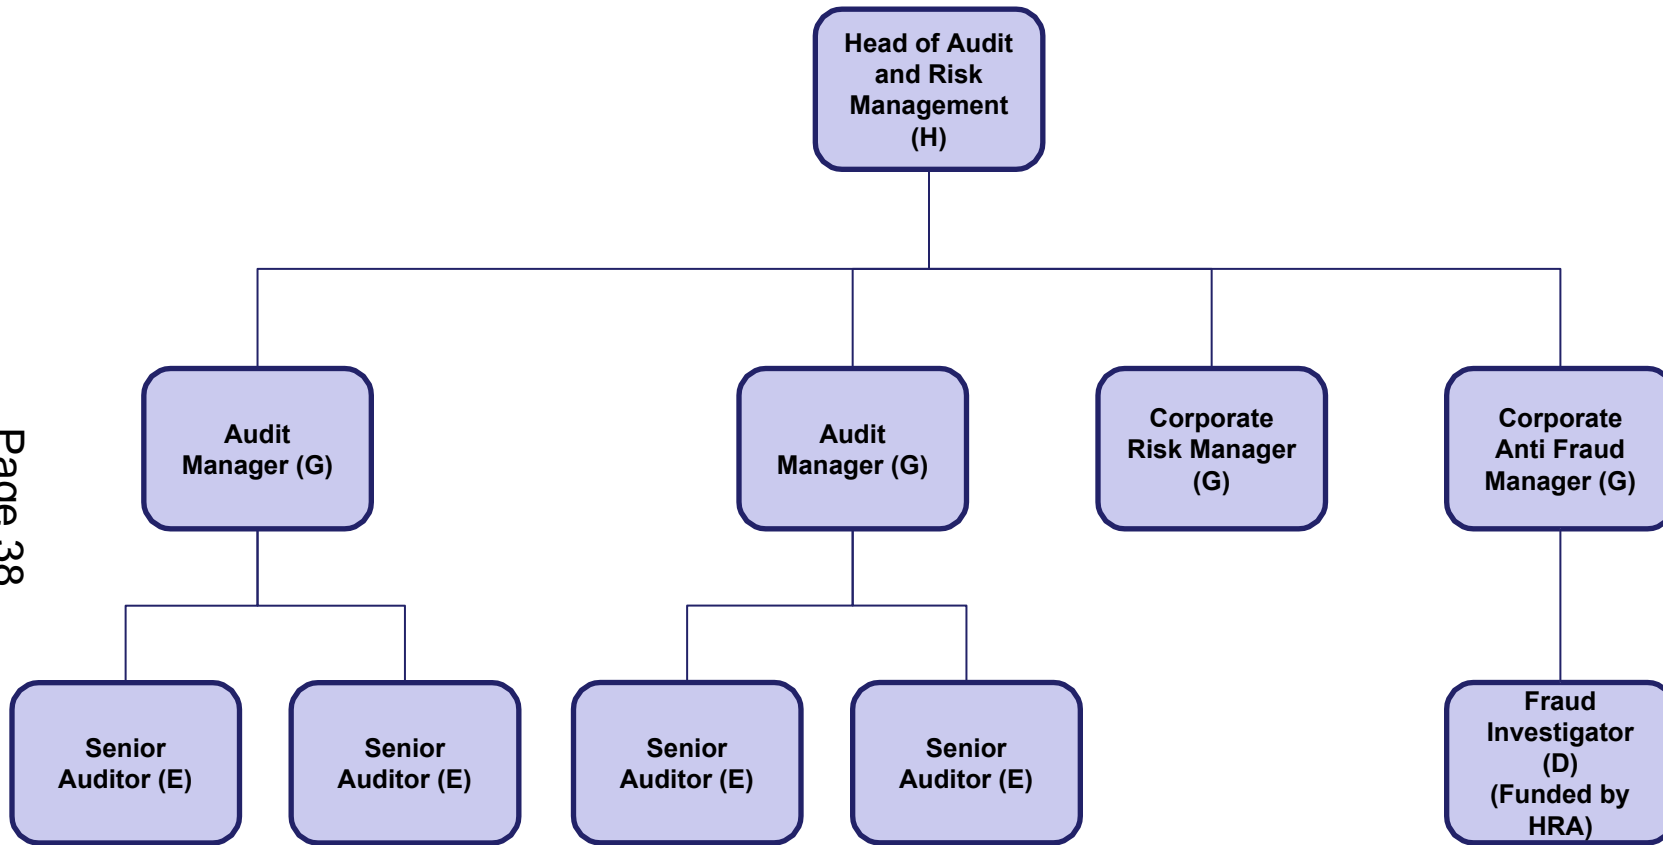 Head of Audit
and Risk
Management
(H)
Audit
Manager (G)
Audit
Manager (G)
Corporate
Risk Manager
(G)
Corporate
Anti Fraud
Manager (G)
Page 38
Senior
Auditor (E)
Senior
Auditor (E)
Senior
Auditor (E)
Senior
Auditor (E)
Fraud
Investigator
(D)
(Funded by
HRA)